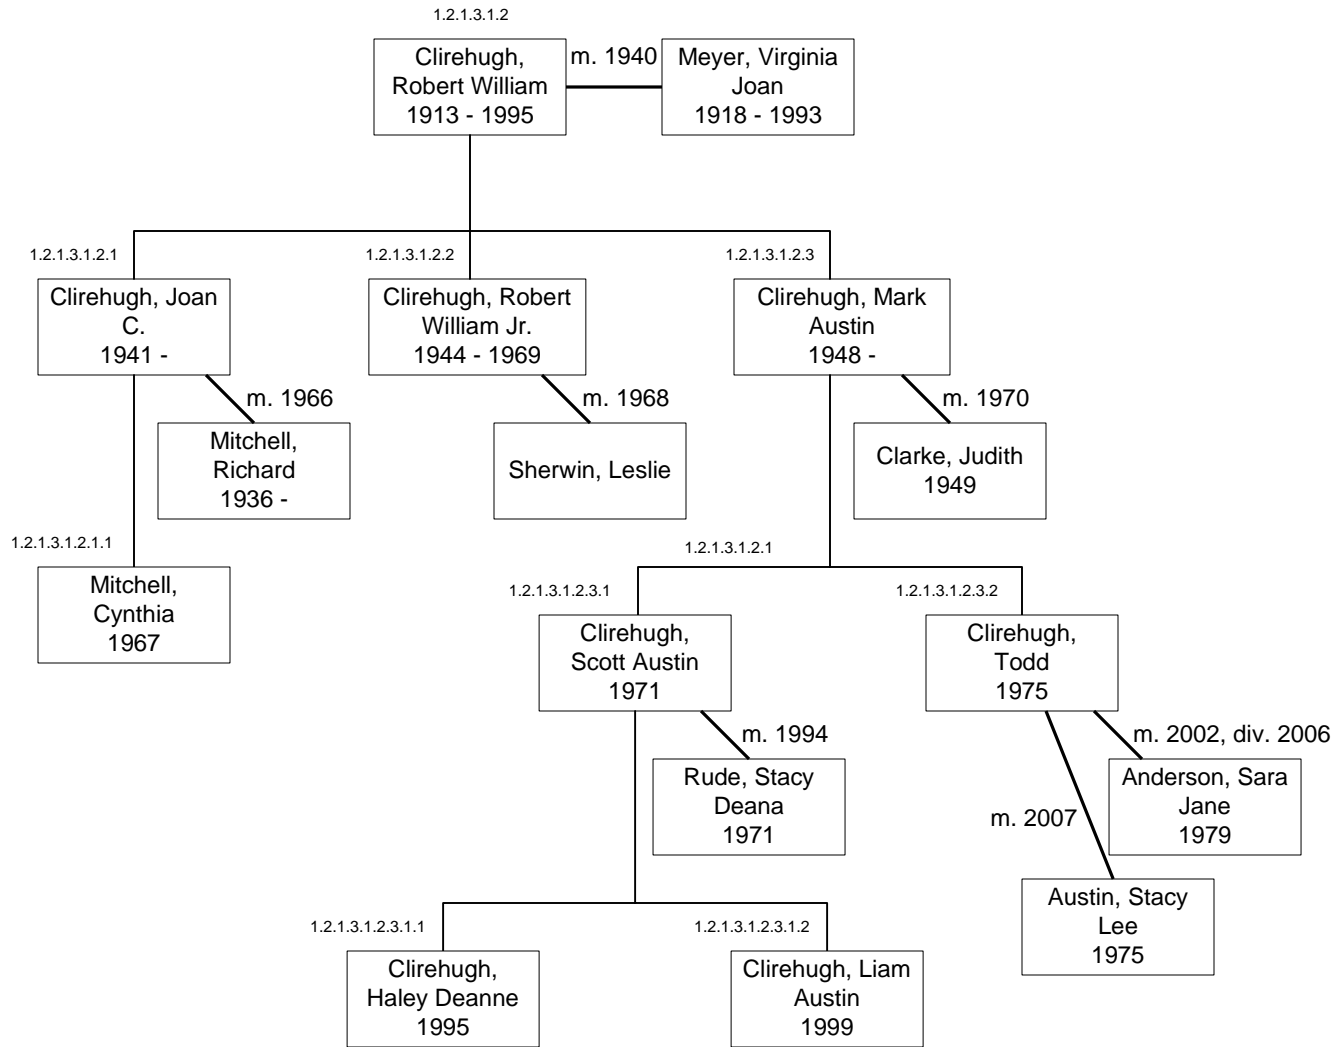 1.2.1.3.1.2
Clirehugh,
Robert William
1913 - 1995
m. 1940
Meyer, Virginia
Joan
1918 - 1993
1.2.1.3.1.2.1
Clirehugh, Joan
C.
1941 -
m. 1966
Mitchell,
Richard
1936 -
1.2.1.3.1.2.2
Clirehugh, Robert
William Jr.
1944 - 1969
m. 1968
Sherwin, Leslie
1.2.1.3.1.2.3
Clirehugh, Mark
Austin
1948 -
m. 1970
Clarke, Judith
1949
1.2.1.3.1.2.1.1
Mitchell,
Cynthia
1967
1.2.1.3.1.2.1
1.2.1.3.1.2.3.1
Clirehugh,
Scott Austin
1971
m. 1994
Rude, Stacy
Deana
1971
1.2.1.3.1.2.3.2
Clirehugh,
Todd
1975
m. 2002, div. 2006
Anderson, Sara
Jane
1979
m. 2007
Austin, Stacy
Lee
1975
1.2.1.3.1.2.3.1.1
Clirehugh,
Haley Deanne
1995
1.2.1.3.1.2.3.1.2
Clirehugh, Liam
Austin
1999